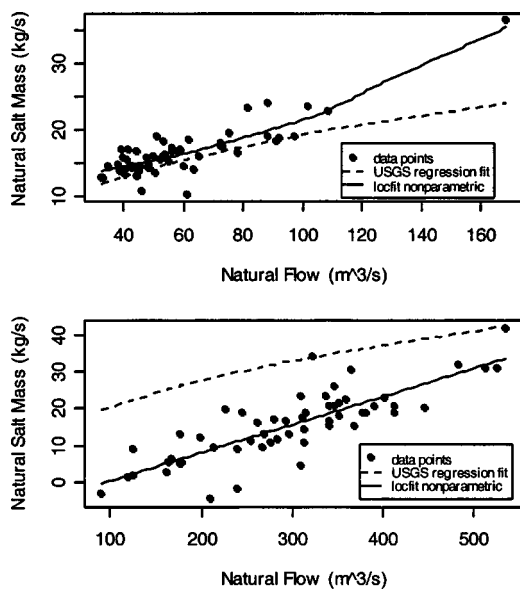 Natural Salt Mass (kg/s)
30
20
10
data points
USGS regression fit
locfit nonparametric
40 60 80 100 120 140 160
Natural Flow (m^3/s)
Natural Salt Mass (kg/s)
40
30
20
10
0
data points
USGS regression fit
locfit nonparametric
100 200 300 400 500
Natural Flow (m^3/s)